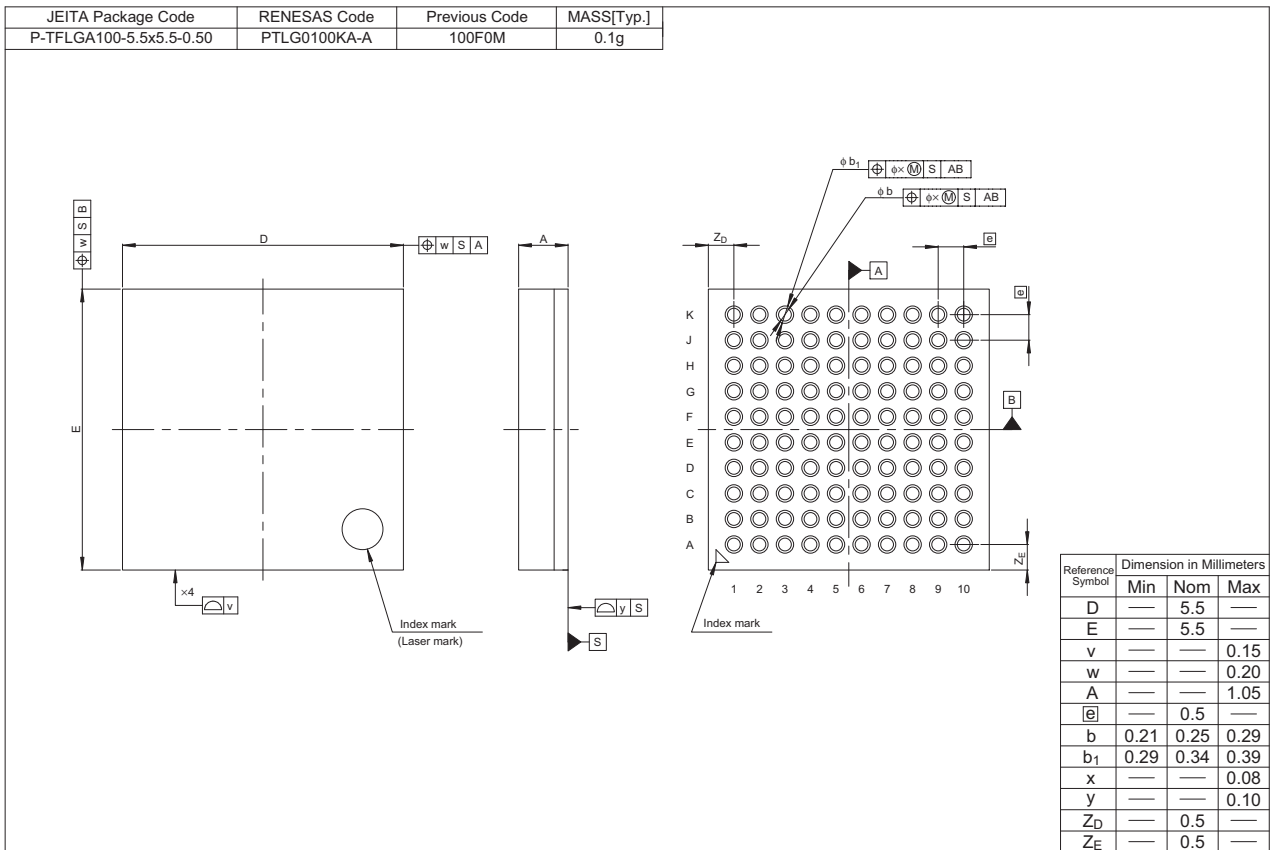 JEITA Package Code RENESAS Code Previous Code MASS[Typ.]
P-TFLGA100-5.5x5.5-0.50 PTLG0100KA-A 100F0M 0.1g
φ b1 ⌖ φ× Ⓜ S AB
φ b ⌖ φ× Ⓜ S AB
⌖ w S B
D
⌖ w S A
A
ZD
e
A
e
K
J
H
G
F
E
D
C
B
A
B
E
ZE
1 2 3 4 5 6 7 8 9 10
×4
⌓ v
Index mark
(Laser mark)
⌓ y S
S
Index mark
Reference Symbol Dimension in Millimeters
Min Nom Max
D — 5.5 —
E — 5.5 —
v — — 0.15
w — — 0.20
A — — 1.05
e — 0.5 —
b 0.21 0.25 0.29
b1 0.29 0.34 0.39
x — — 0.08
y — — 0.10
ZD — 0.5 —
ZE — 0.5 —